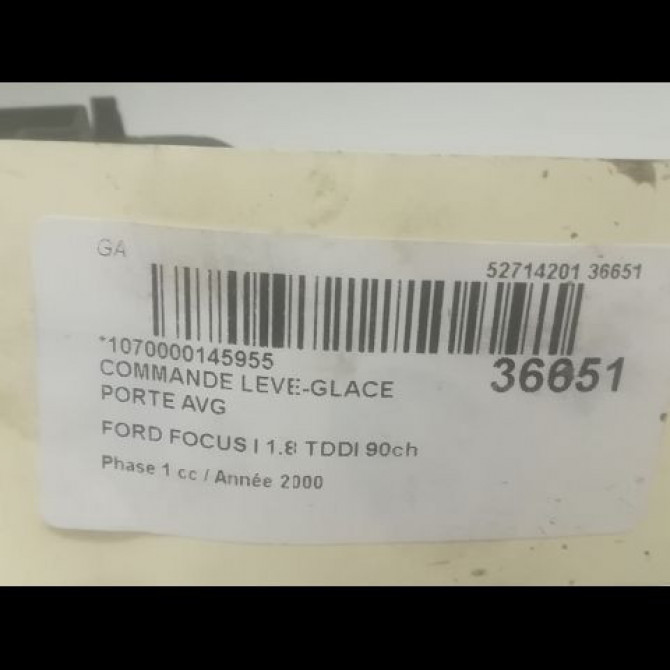 GA
52714201 36651
*1070000145955
36651
COMMANDE LEVE-GLACE
PORTE AVG
FORD FOCUS I 1.8 TDDI 90ch
Phase 1 cc / Année 2000